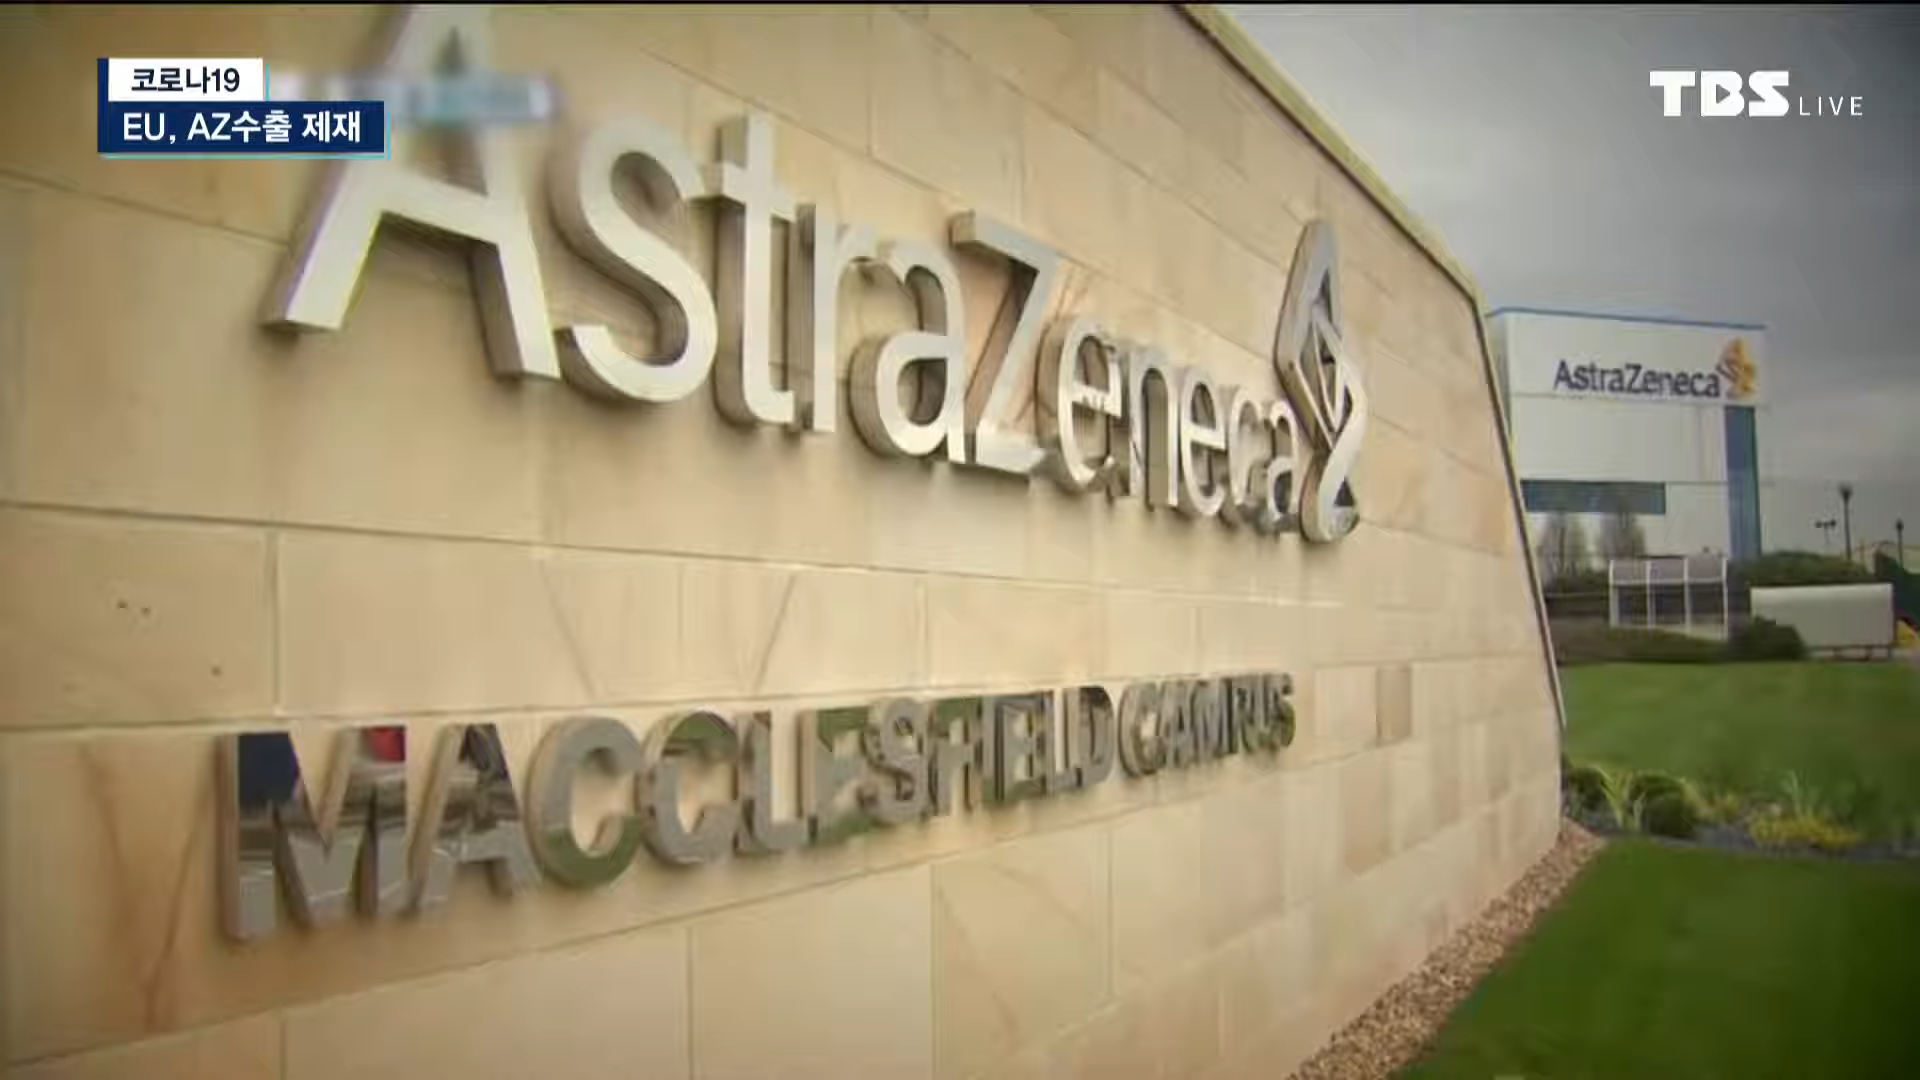 코로나19
EU, AZ수출 제재
TBS LIVE
AstraZeneca
AstraZeneca
MACCLESFIELD CAMPUS